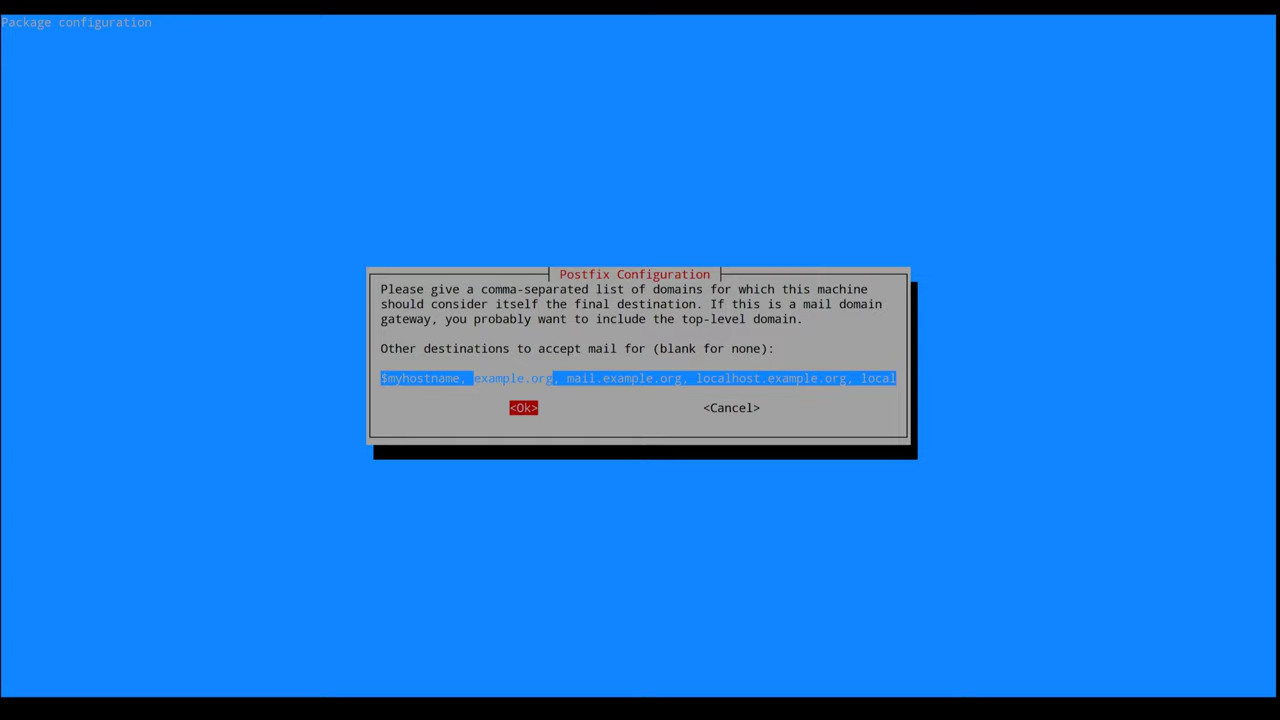 Package configuration
Postfix Configuration
Please give a comma-separated list of domains for which this machine
should consider itself the final destination. If this is a mail domain
gateway, you probably want to include the top-level domain.
Other destinations to accept mail for (blank for none):
$myhostname, example.org, mail.example.org, localhost.example.org, local
<Ok> <Cancel>